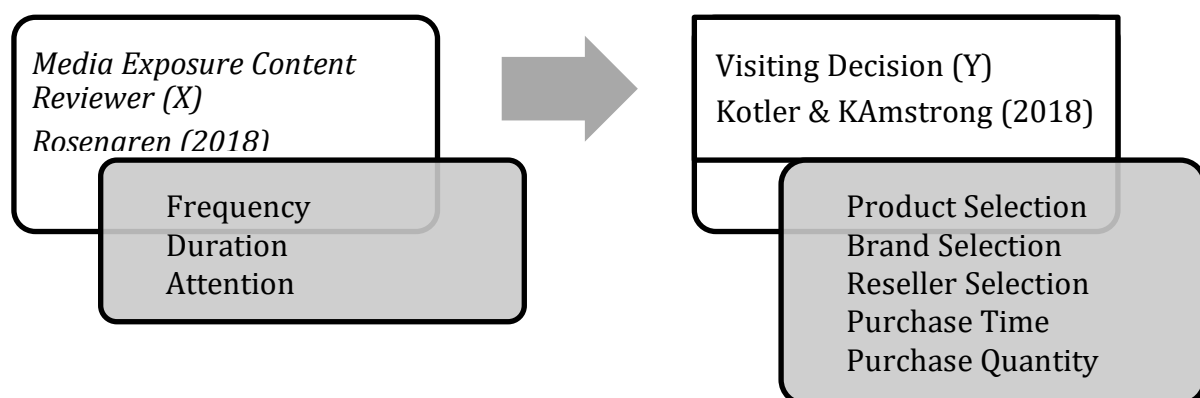 Media Exposure Content
Reviewer (X)
Rosengren (2018)
Frequency
Duration
Attention
Visiting Decision (Y)
Kotler & KAmstrong (2018)
Product Selection
Brand Selection
Reseller Selection
Purchase Time
Purchase Quantity